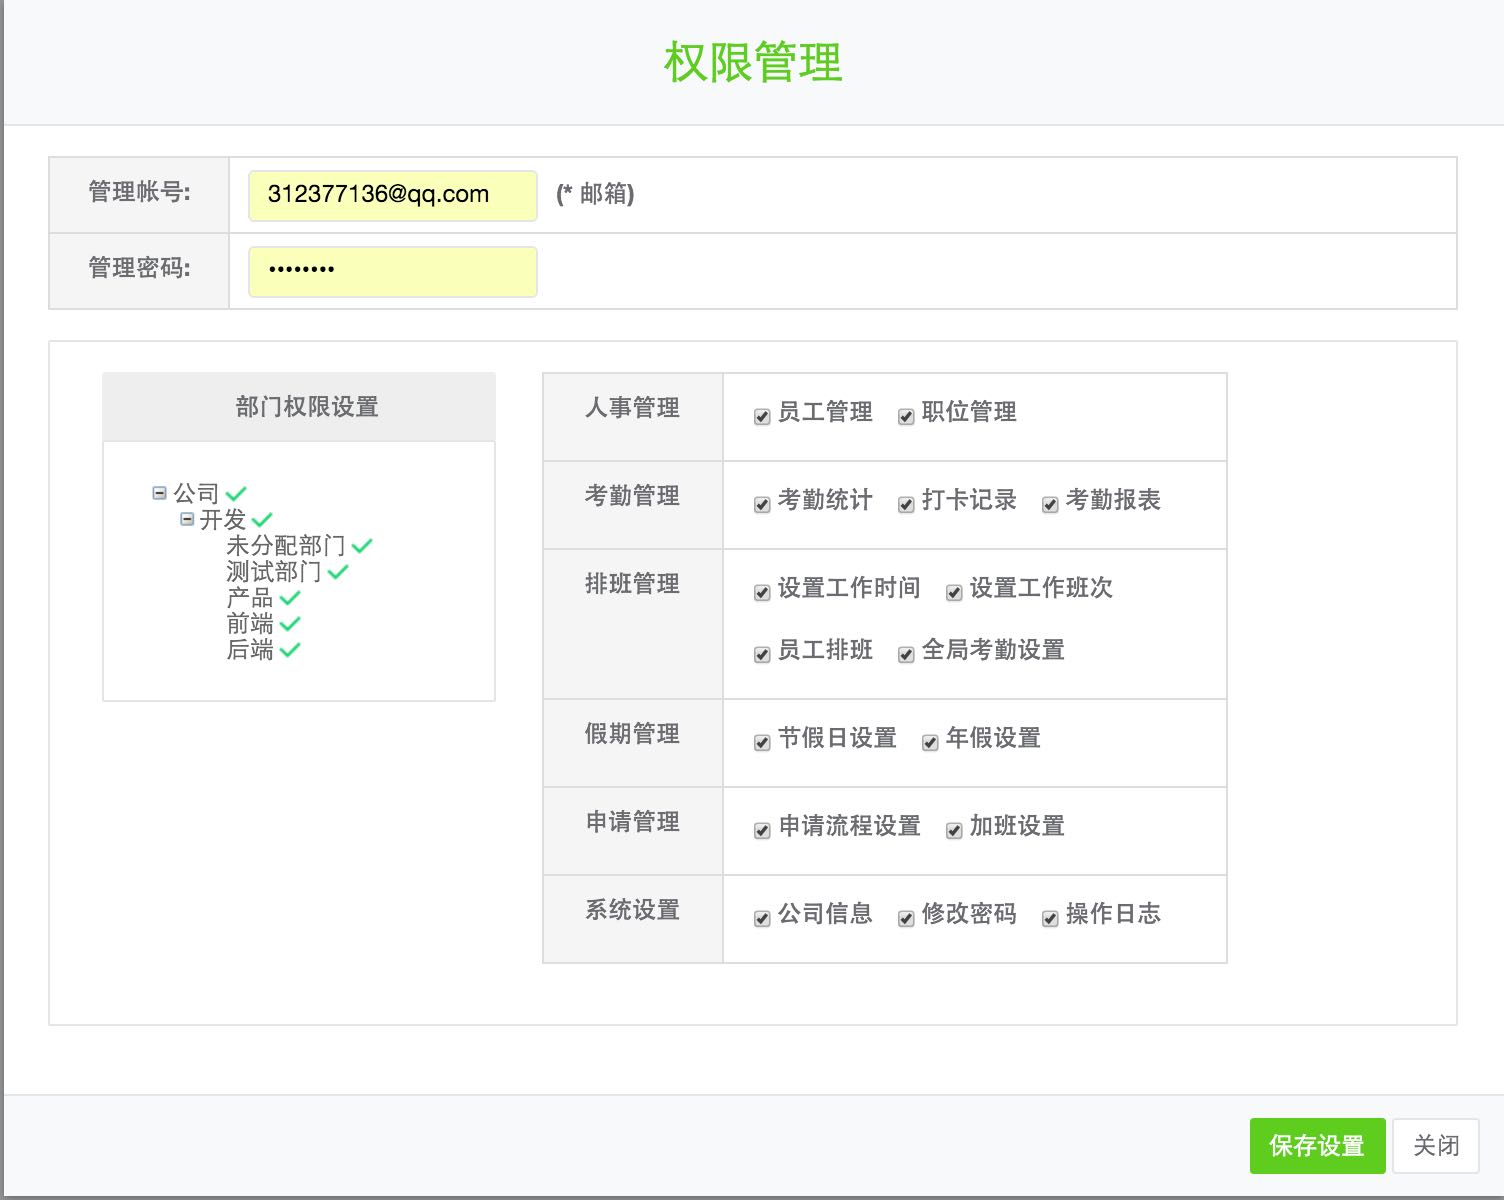 权限管理
管理帐号: 312377136@qq.com (* 邮箱)
管理密码: ••••••••
部门权限设置
公司
开发
未分配部门
测试部门
产品
前端
后端
人事管理 员工管理 职位管理
考勤管理 考勤统计 打卡记录 考勤报表
排班管理 设置工作时间 设置工作班次
员工排班 全局考勤设置
假期管理 节假日设置 年假设置
申请管理 申请流程设置 加班设置
系统设置 公司信息 修改密码 操作日志
保存设置 关闭